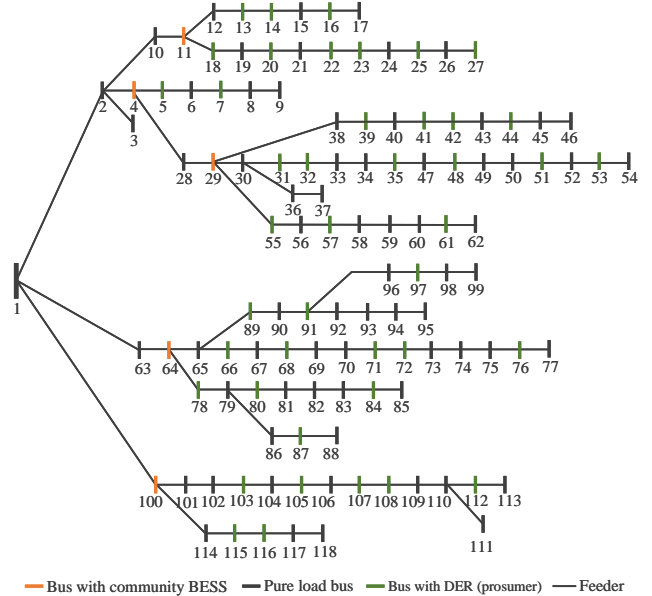 12 13 14 15 16 17
10 11
18 19 20 21 22 23 24 25 26 27
2 4 5 6 7 8 9
3
38 39 40 41 42 43 44 45 46
28 29 30 31 32 33 34 35 47 48 49 50 51 52 53 54
36 37
55 56 57 58 59 60 61 62
96 97 98 99
1
89 90 91 92 93 94 95
63 64 65 66 67 68 69 70 71 72 73 74 75 76 77
78 79 80 81 82 83 84 85
86 87 88
100 101 102 103 104 105 106 107 108 109 110 112 113
111
114 115 116 117 118
Bus with community BESS Pure load bus Bus with DER (prosumer) Feeder